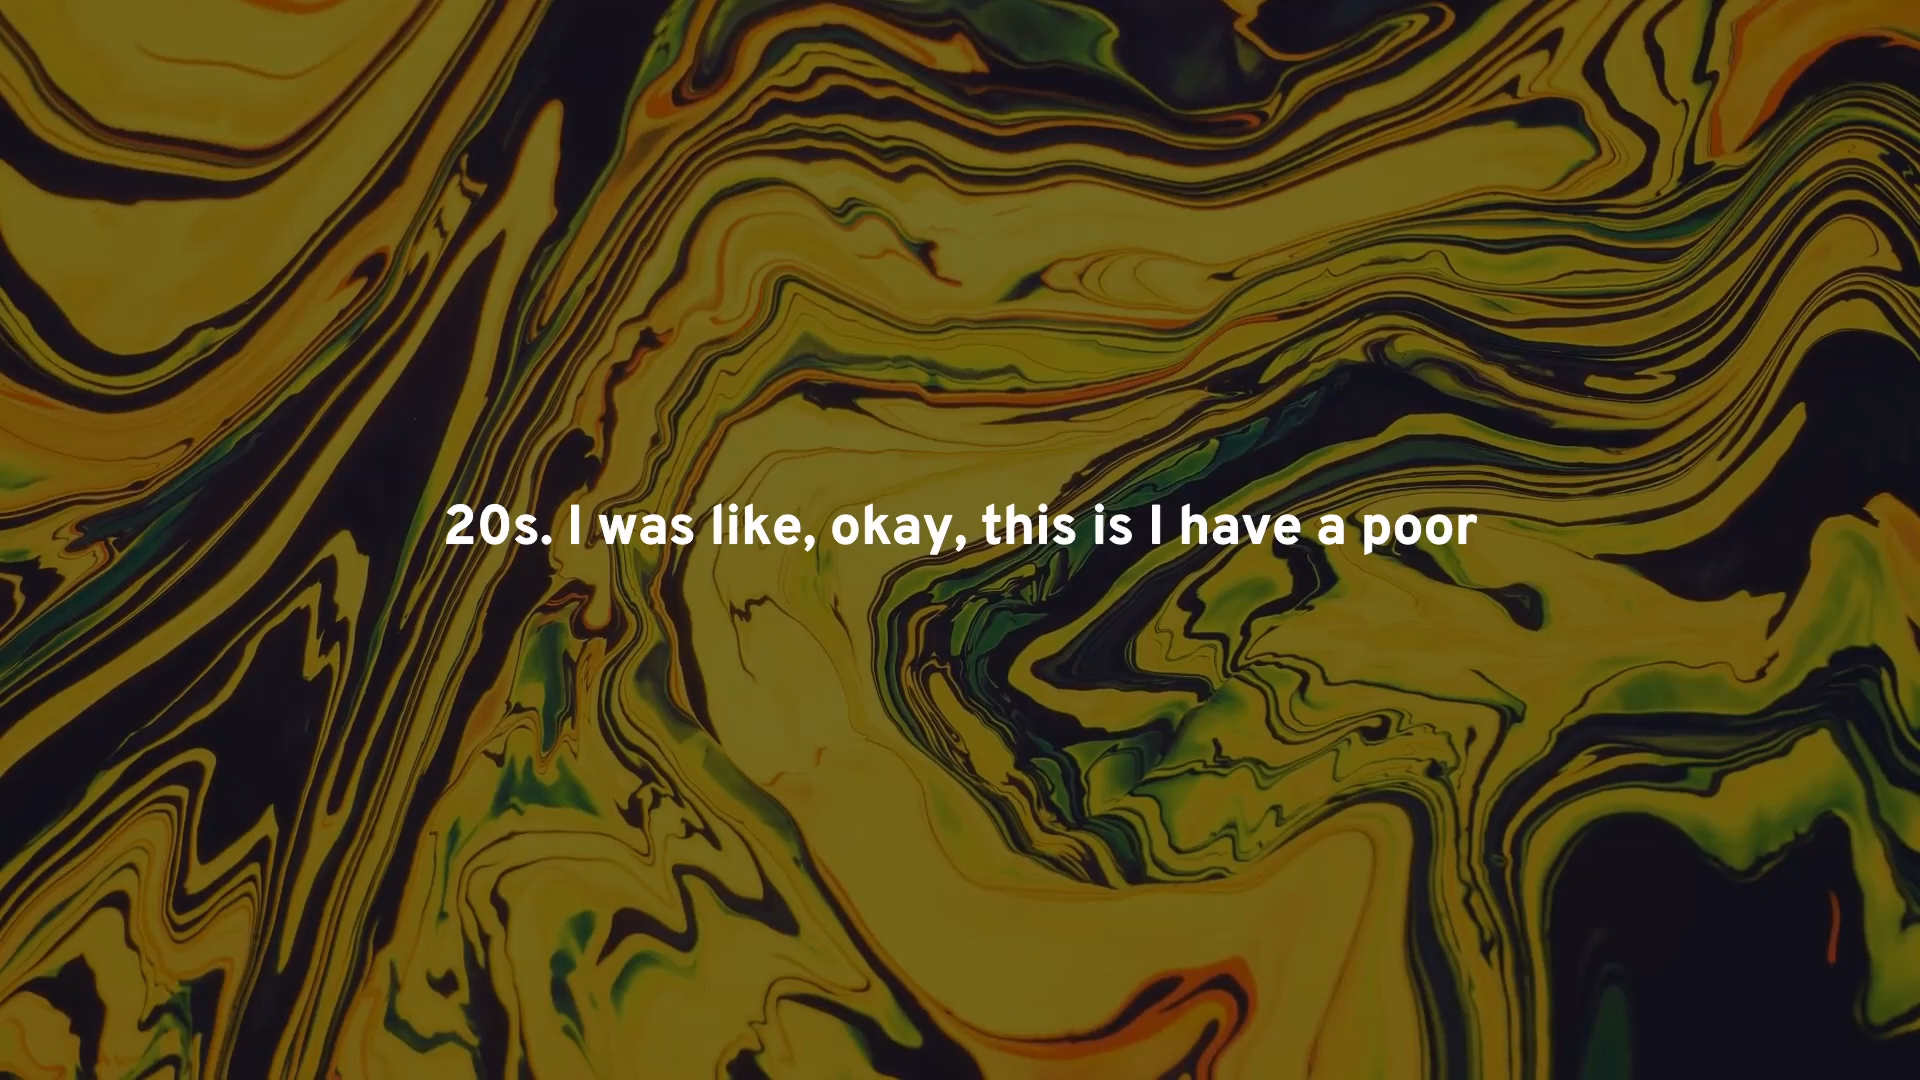 20s. I was like, okay, this is I have a poor